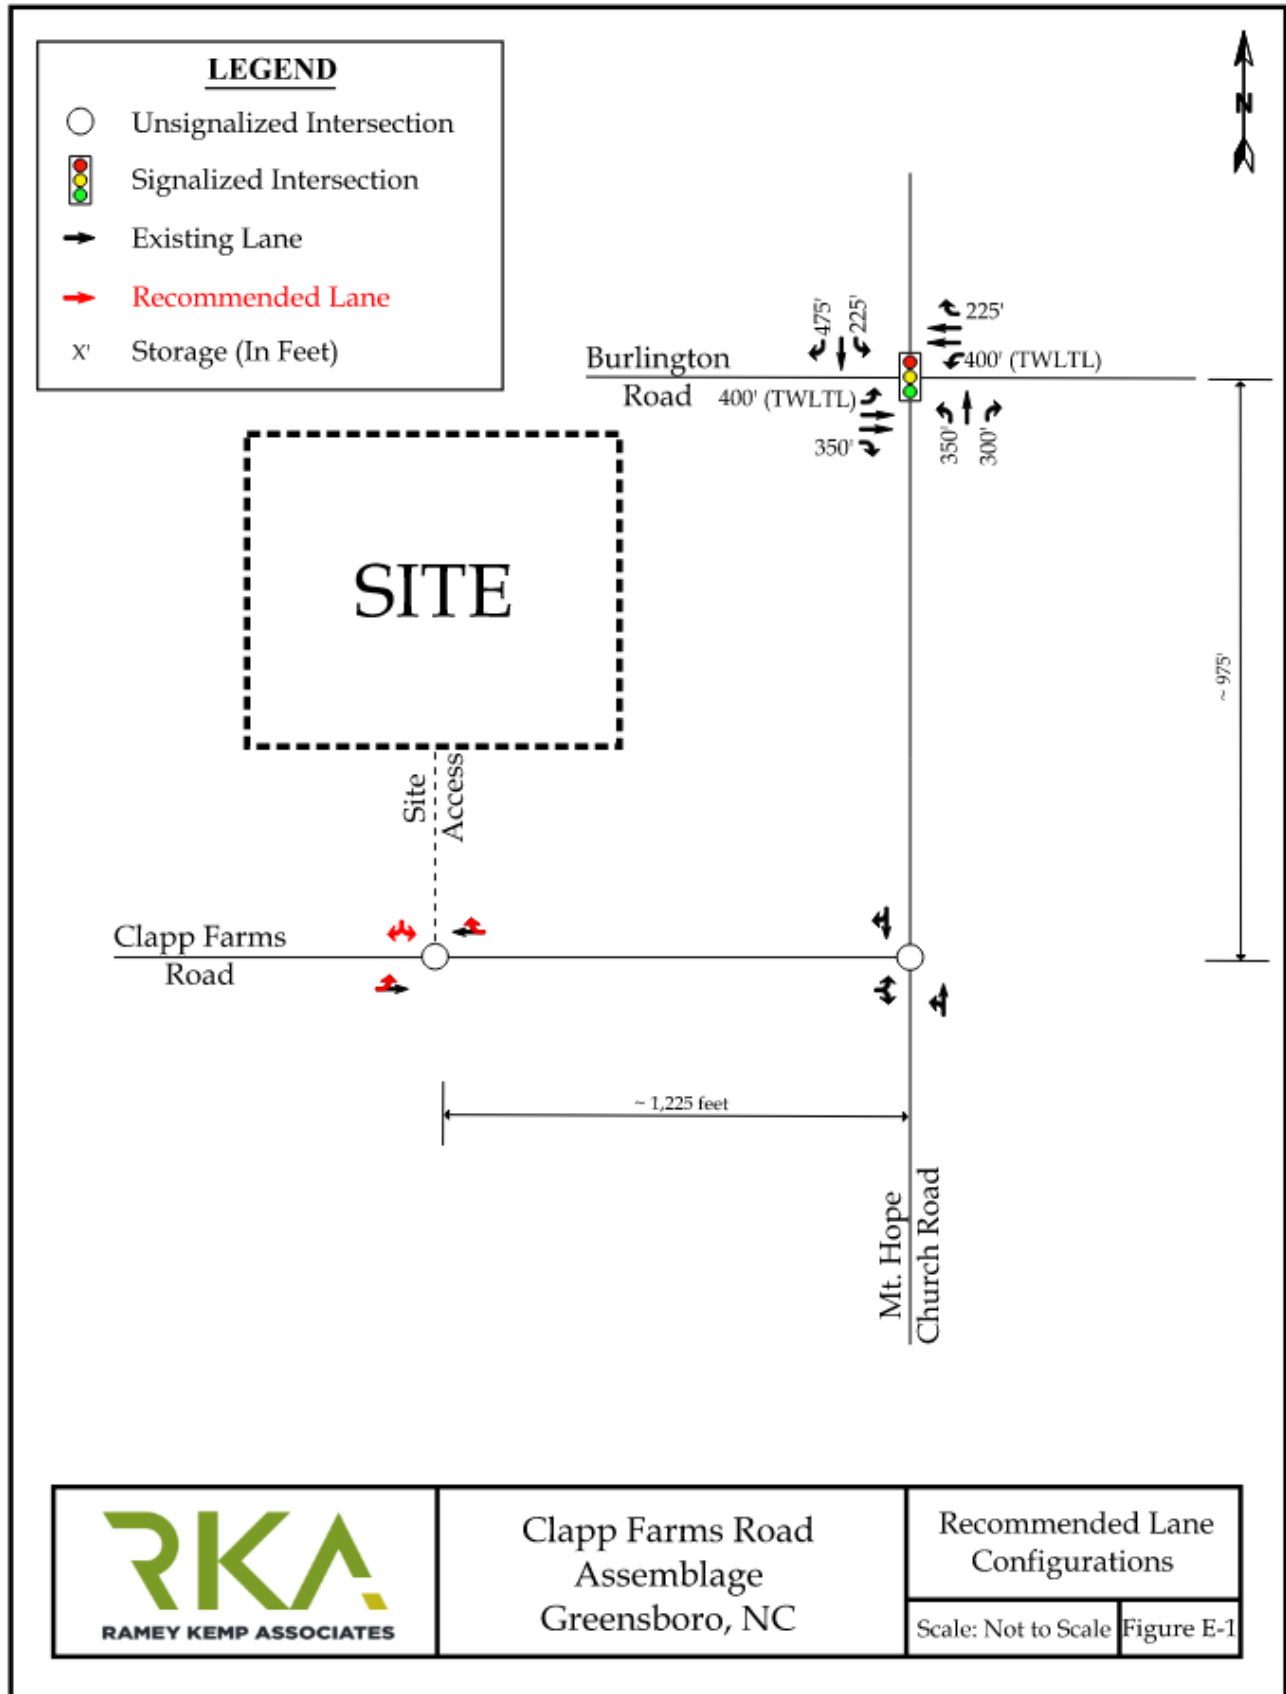 LEGEND
Unsignalized Intersection
Signalized Intersection
Existing Lane
Recommended Lane
X' Storage (In Feet)
N
475' 225'
225'
400' (TWLTL)
Burlington
Road
400' (TWLTL)
350'
350' 300'
SITE
~ 975'
Site
Access
Clapp Farms
Road
~ 1,225 feet
Mt. Hope
Church Road
RKA
RAMEY KEMP ASSOCIATES
Clapp Farms Road
Assemblage
Greensboro, NC
Recommended Lane
Configurations
Scale: Not to Scale
Figure E-1